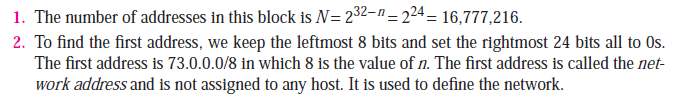 1. The number of addresses in this block is N = 2^32−n = 2^24 = 16,777,216.
2. To find the first address, we keep the leftmost 8 bits and set the rightmost 24 bits all to 0s.
The first address is 73.0.0.0/8 in which 8 is the value of n. The first address is called the net-
work address and is not assigned to any host. It is used to define the network.